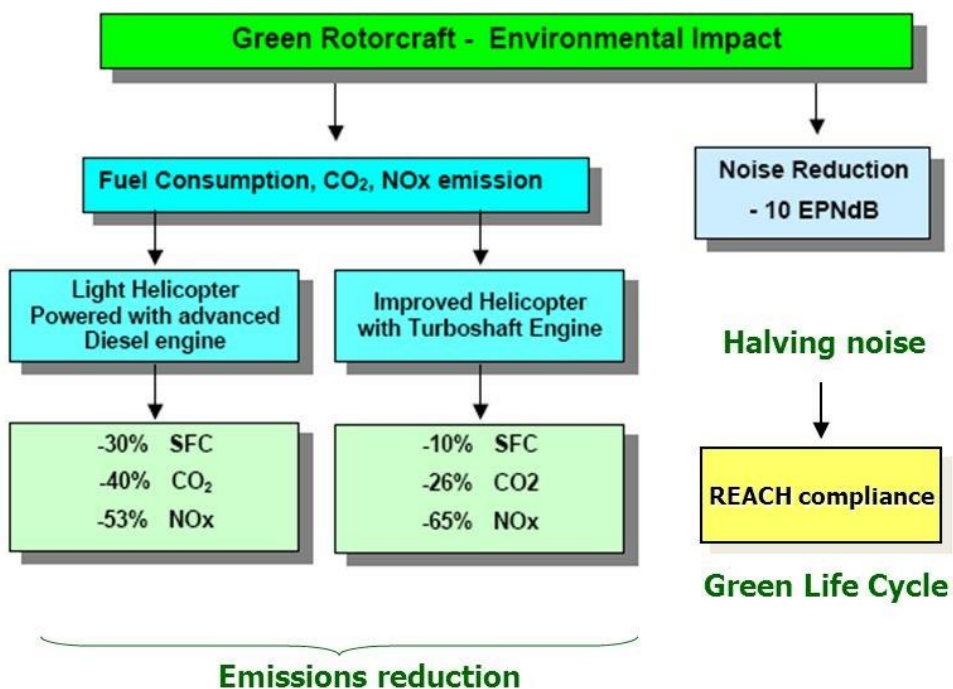 Green Rotorcraft - Environmental Impact
Fuel Consumption, CO₂, NOx emission
Noise Reduction
- 10 EPNdB
Light Helicopter
Powered with advanced
Diesel engine
Improved Helicopter
with Turboshaft Engine
Halving noise
-30% SFC
-40% CO₂
-53% NOx
-10% SFC
-26% CO2
-65% NOx
REACH compliance
Green Life Cycle
Emissions reduction